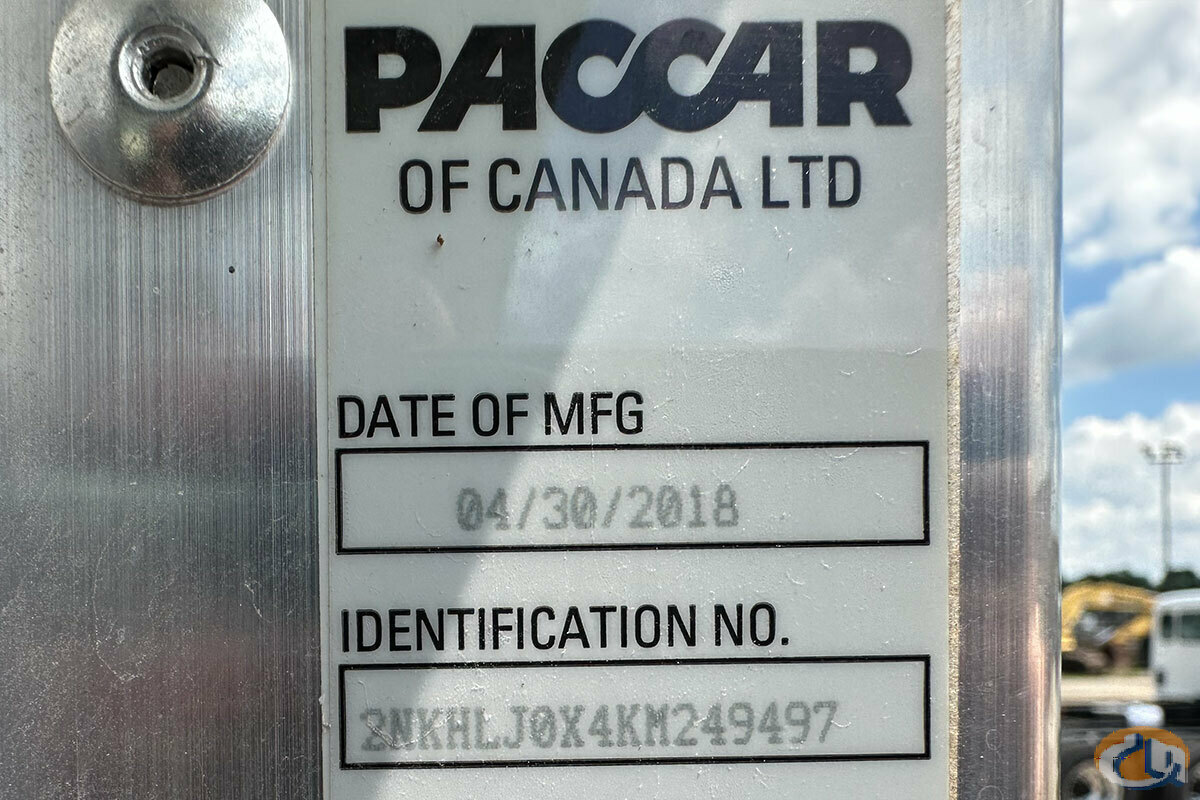 PACCAR
OF CANADA LTD
DATE OF MFG
04/30/2018
IDENTIFICATION NO.
2NKHLJ0X4KM249497